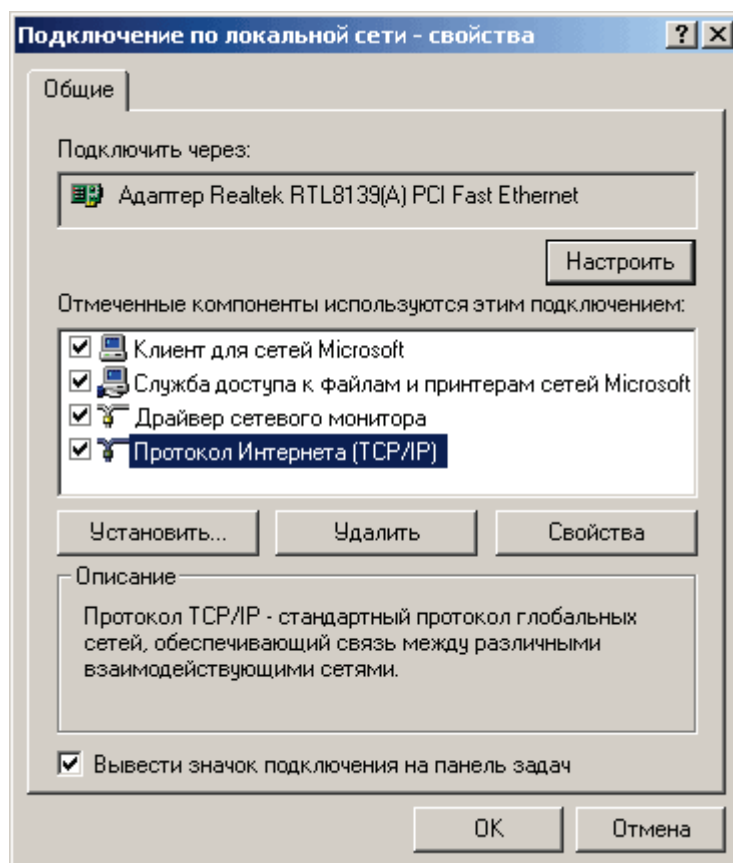 Подключение по локальной сети - свойства
Общие
Подключить через:
Адаптер Realtek RTL8139(A) PCI Fast Ethernet
Настроить
Отмеченные компоненты используются этим подключением:
Клиент для сетей Microsoft
Служба доступа к файлам и принтерам сетей Microsoft
Драйвер сетевого монитора
Протокол Интернета (TCP/IP)
Установить... Удалить Свойства
Описание
Протокол TCP/IP - стандартный протокол глобальных
сетей, обеспечивающий связь между различными
взаимодействующими сетями.
Вывести значок подключения на панель задач
OK Отмена